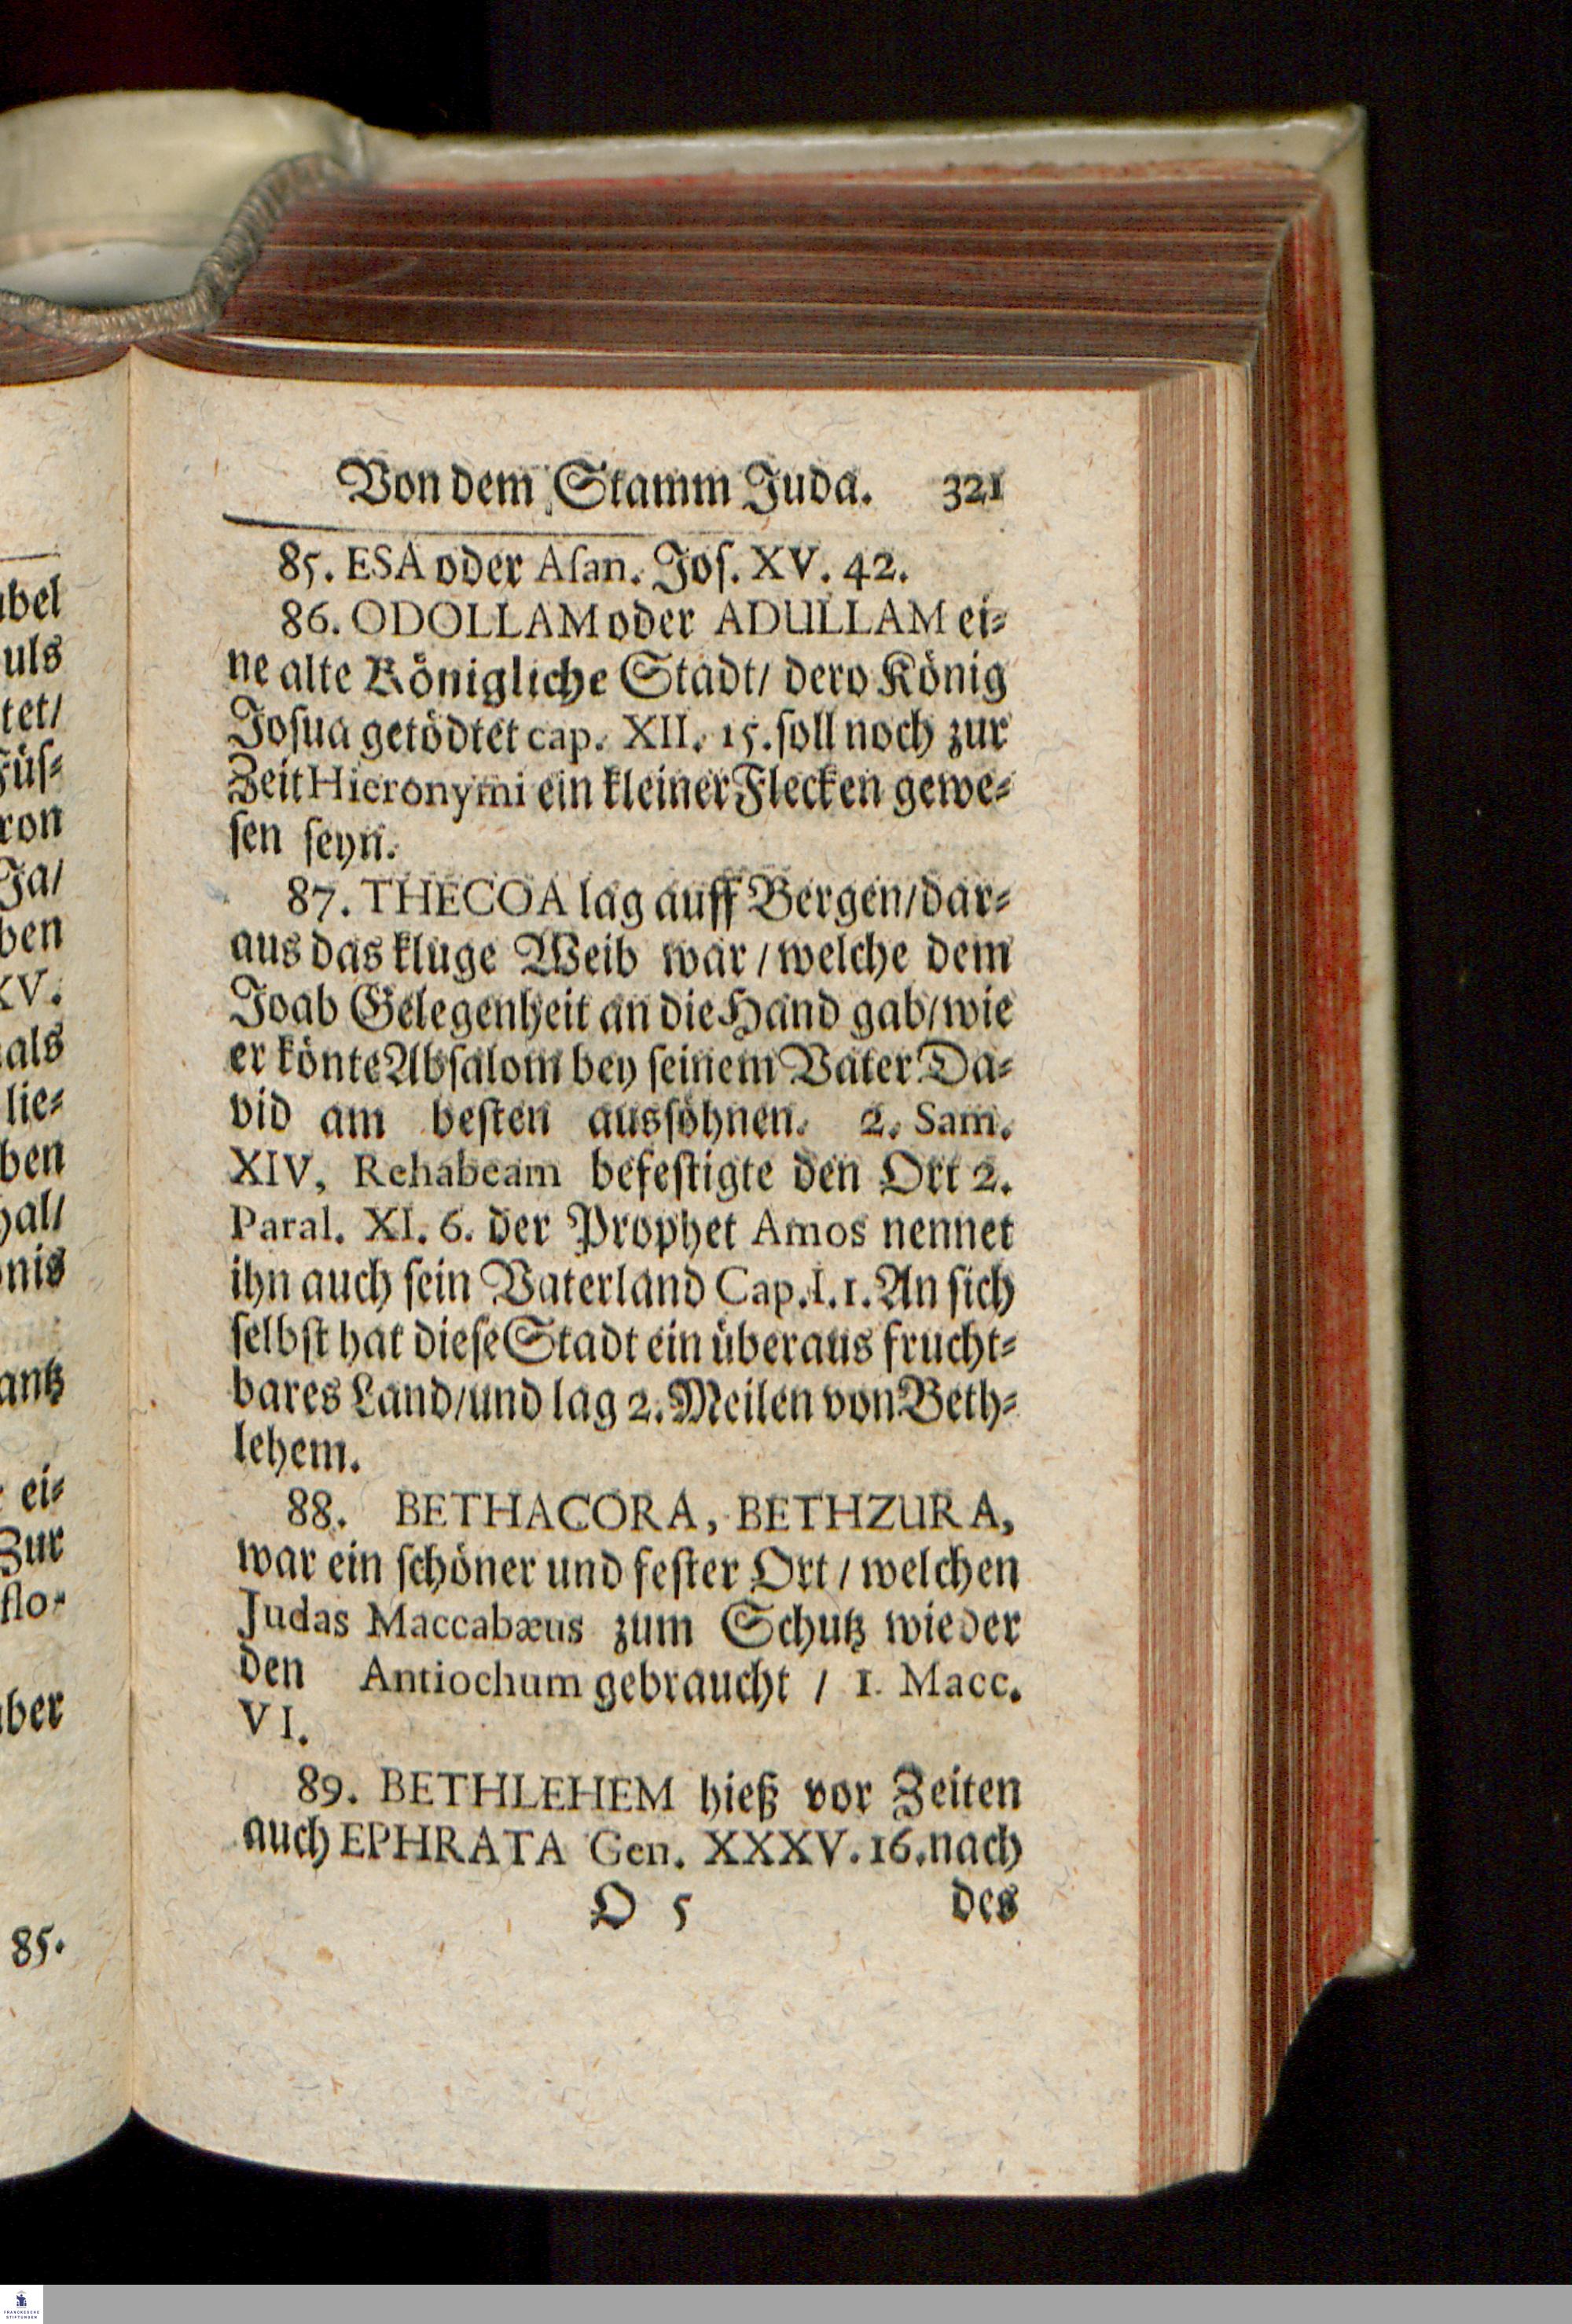 Von dem Stamm Juda. 321
85. ESA oder Aſan. Joſ. XV. 42.
86. ODOLLAM oder ADULLAM ei⸗
ne alte Königliche Stadt/ dero König
Joſua getödtet cap. XII. 15. ſoll noch zur
Zeit Hieronymi ein kleiner Flecken gewe⸗
ſen ſeyn.
87. THECOA lag auff Bergen/ dar⸗
aus das kluge Weib war / welche dem
Joab Gelegenheit an die Hand gab/ wie
er könte Abſalom bey ſeinem Vater Da⸗
vid am beſten ausſöhnen. 2. Sam.
XIV, Rehabeam befeſtigte den Ort 2.
Paral. XI. 6. der Prophet Amos nennet
ihn auch ſein Vaterland Cap. I. 1. An ſich
ſelbſt hat dieſe Stadt ein überaus frucht⸗
bares Land/ und lag 2. Meilen von Beth⸗
lehem.
88. BETHACORA, BETHZURA,
war ein ſchöner und feſter Ort / welchen
Judas Maccabæus zum Schutz wieder
den Antiochum gebraucht / 1. Macc.
VI.
89. BETHLEHEM hieß vor Zeiten
auch EPHRATA Gen. XXXV. 16. nach
O 5 des
85.
FRANCKESCHE
STIFTUNGEN